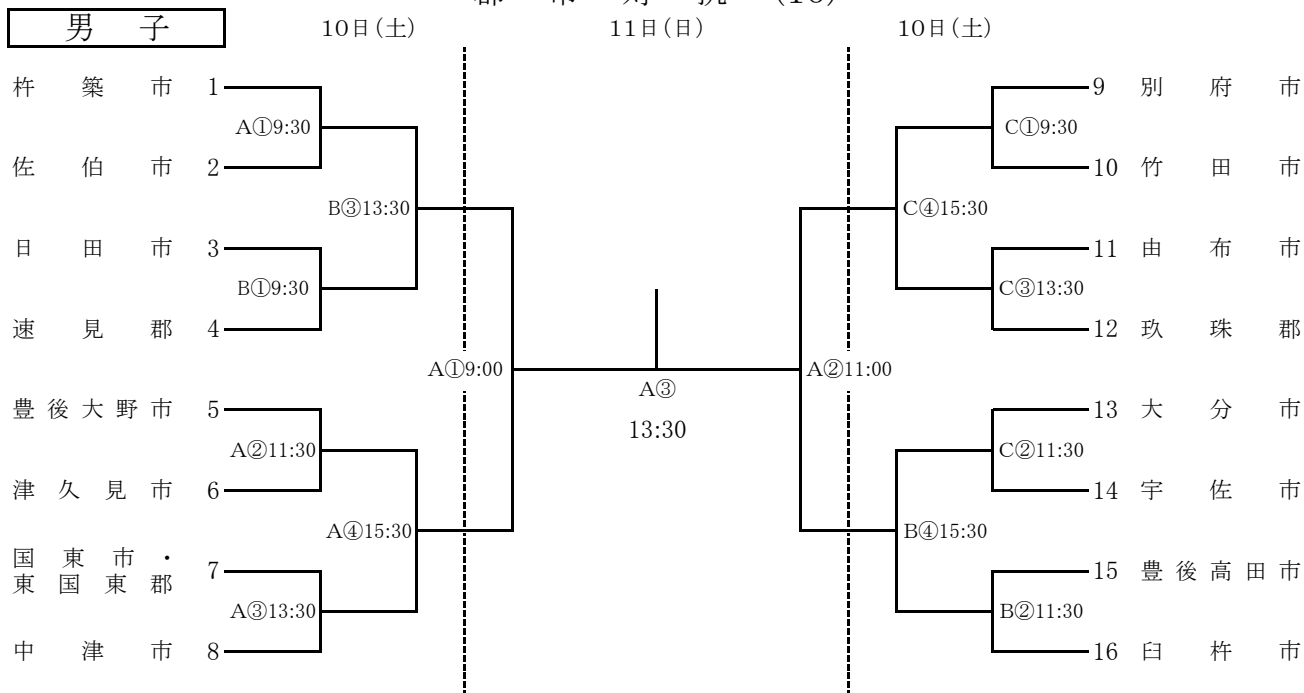 郡市対抗 (16)
男子
10日(土) 11日(日) 10日(土)
杵築市 1
A①9:30
佐伯市 2
B③13:30
日田市 3
B①9:30
速見郡 4
A①9:00
豊後大野市 5
A②11:30
津久見市 6
A④15:30
国東市・
東国東郡 7
A③13:30
中津市 8
A③
13:30
9 別府市
C①9:30
10 竹田市
C④15:30
11 由布市
C③13:30
12 玖珠郡
A②11:00
13 大分市
C②11:30
14 宇佐市
B④15:30
15 豊後高田市
B②11:30
16 臼杵市